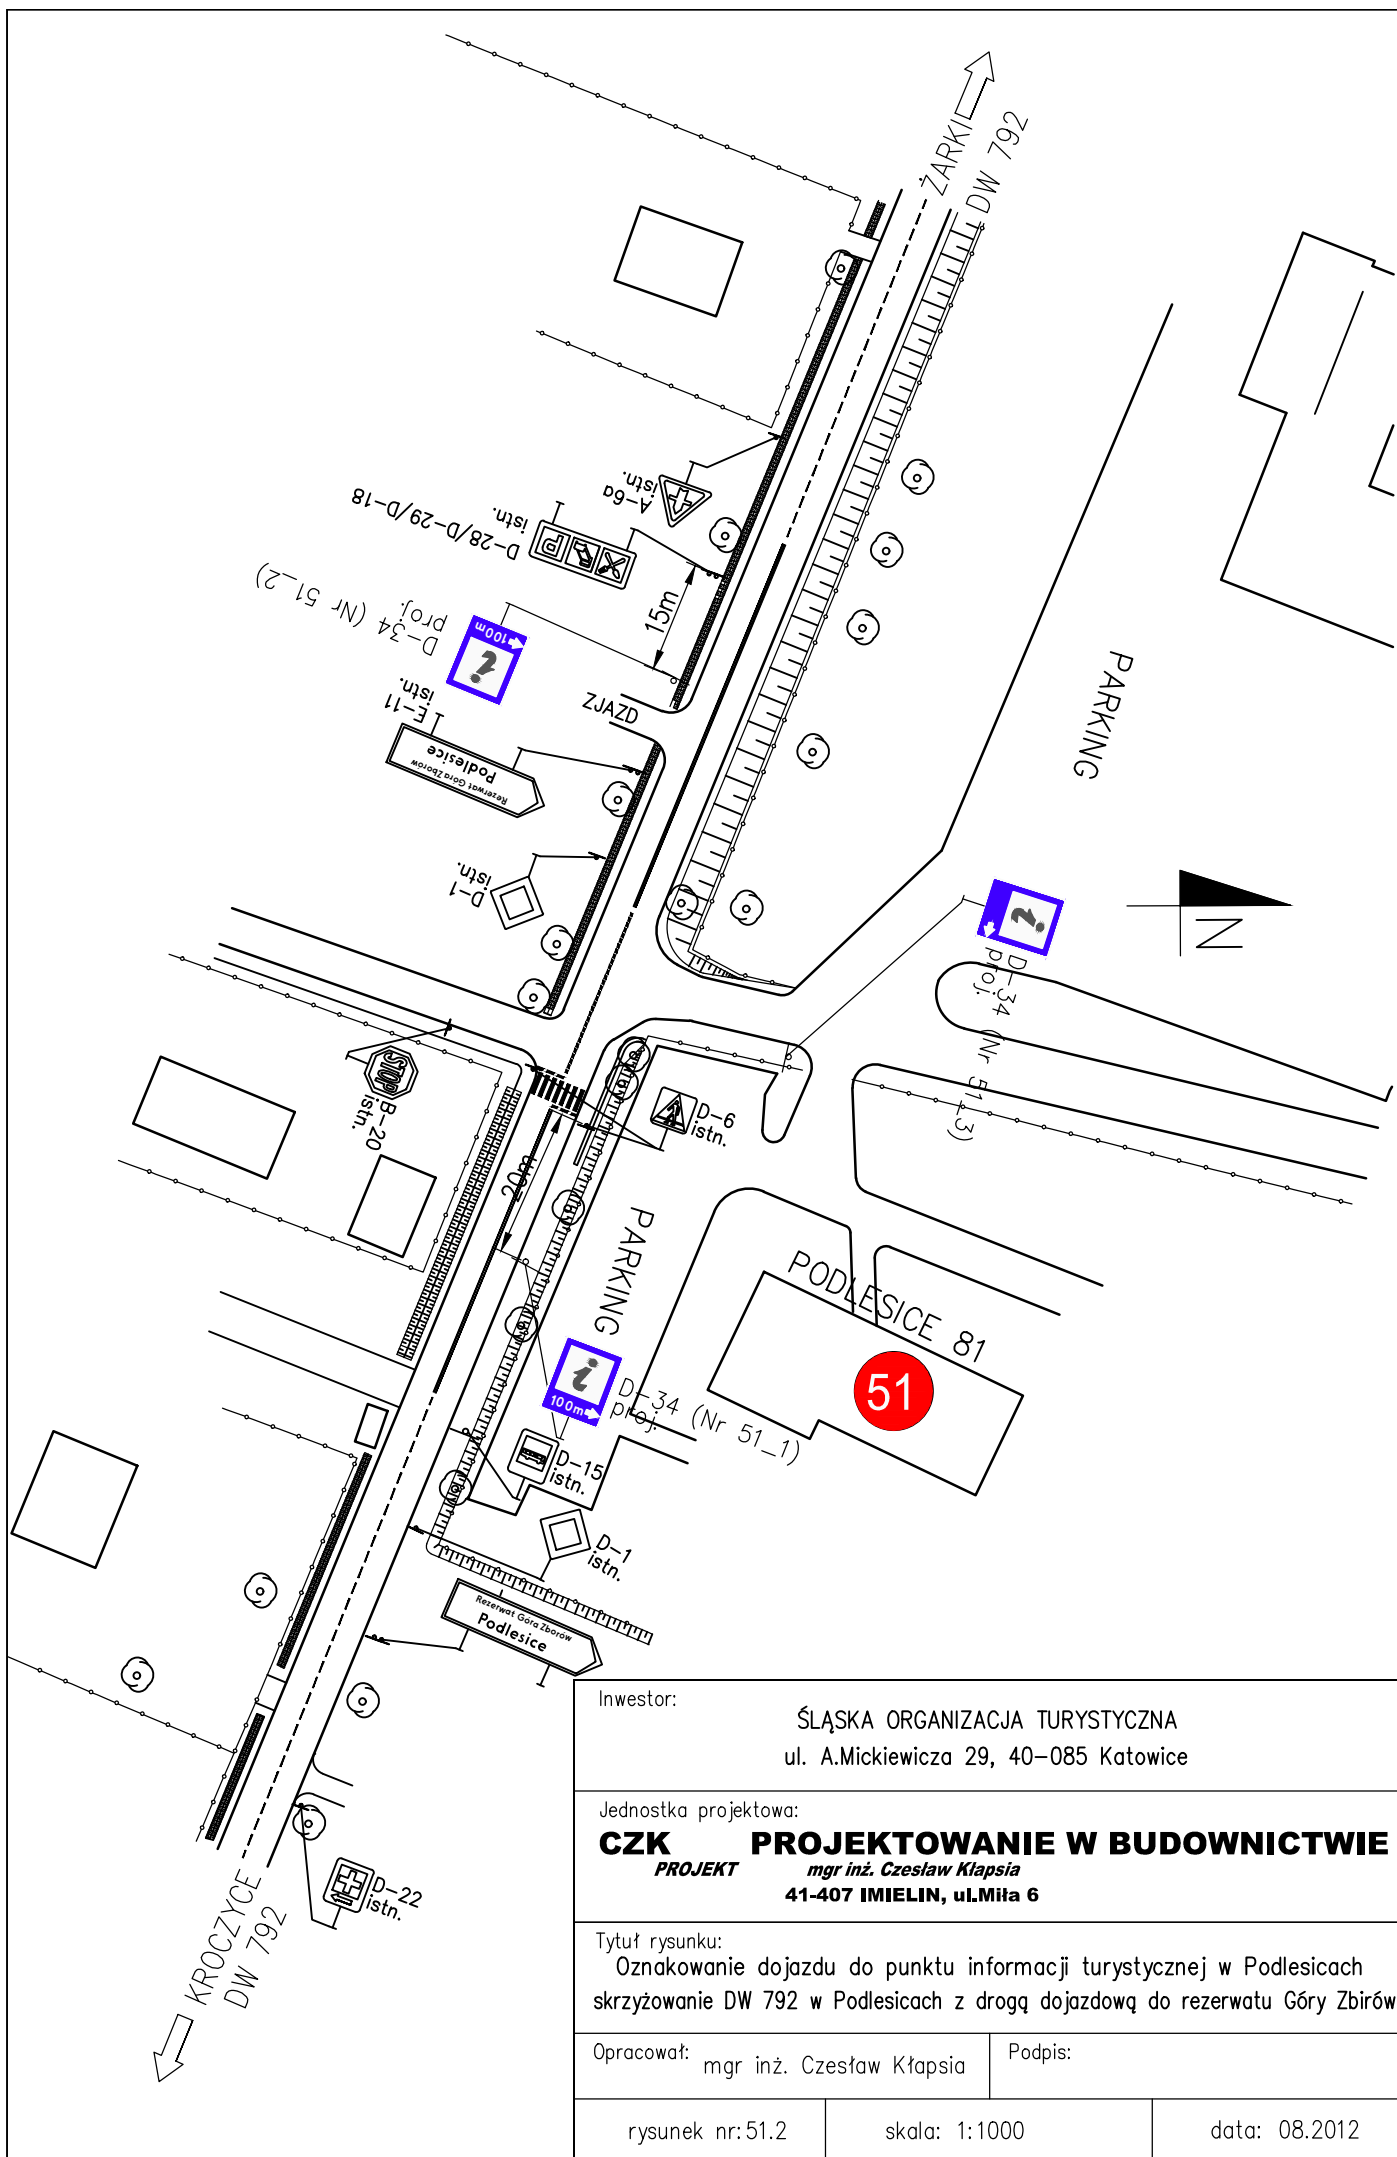 ŻARKI
DW 792
A-6a
istn.
D-28/D-29/D-18
istn.
P
D-34 (Nr 51_2)
proj.
100m
i
15m
E-11
istn.
Rezerwat Góra Zborów
Podlesice
ZJAZD
D-1
istn.
PARKING
i
D-34 (Nr 51_3)
proj.
N
STOP
B-20
istn.
D-6
istn.
20m
PARKING
PODLESICE 81
51
i
100m
D-34 (Nr 51_1)
proj.
D-15
istn.
D-1
istn.
Rezerwat Góra Zborów
Podlesice
D-22
istn.
KROCZYCE
DW 792
Inwestor:
ŚLĄSKA ORGANIZACJA TURYSTYCZNA
ul. A.Mickiewicza 29, 40-085 Katowice
Jednostka projektowa:
CZK PROJEKTOWANIE W BUDOWNICTWIE
PROJEKT mgr inż. Czesław Kłapsia
41-407 IMIELIN, ul.Miła 6
Tytuł rysunku:
Oznakowanie dojazdu do punktu informacji turystycznej w Podlesicach
skrzyżowanie DW 792 w Podlesicach z drogą dojazdową do rezerwatu Góry Zbirów
Opracował: mgr inż. Czesław Kłapsia Podpis:
rysunek nr: 51.2 skala: 1:1000 data: 08.2012